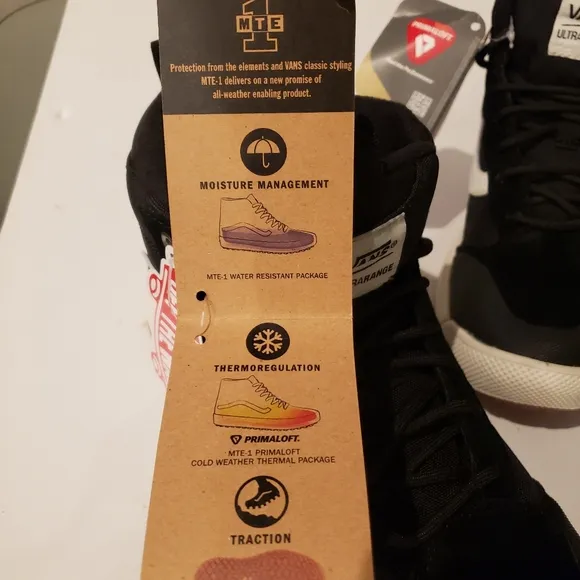 MTE
1
Protection from the elements and VANS classic styling
MTE-1 delivers on a new promise of
all-weather enabling product.
MOISTURE MANAGEMENT
MTE-1 WATER RESISTANT PACKAGE
THERMOREGULATION
PRIMALOFT®
MTE-1 PRIMALOFT
COLD WEATHER THERMAL PACKAGE
TRACTION
PRIMALOFT
VANS®